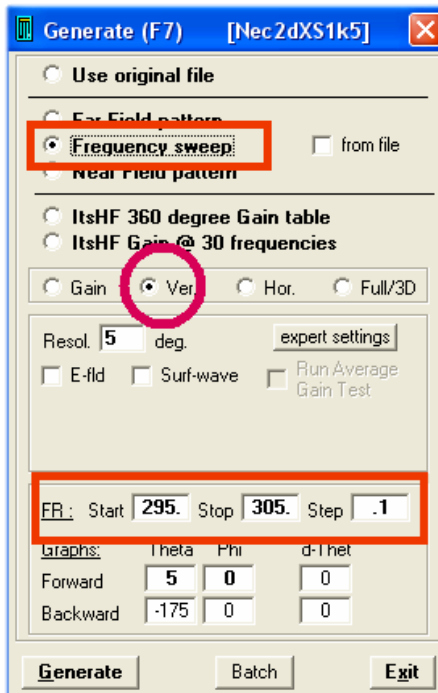 Generate (F7) [Nec2dXS1k5]
Use original file
Far Field pattern
Frequency sweep from file
Near Field pattern
ItsHF 360 degree Gain table
ItsHF Gain @ 30 frequencies
Gain Ver. Hor. Full/3D
Resol. 5 deg. expert settings
E-fld Surf-wave Run Average Gain Test
FR : Start 295. Stop 305. Step .1
Graphs: Theta Phi d-Thet
Forward 5 0 0
Backward -175 0 0
Generate Batch Exit